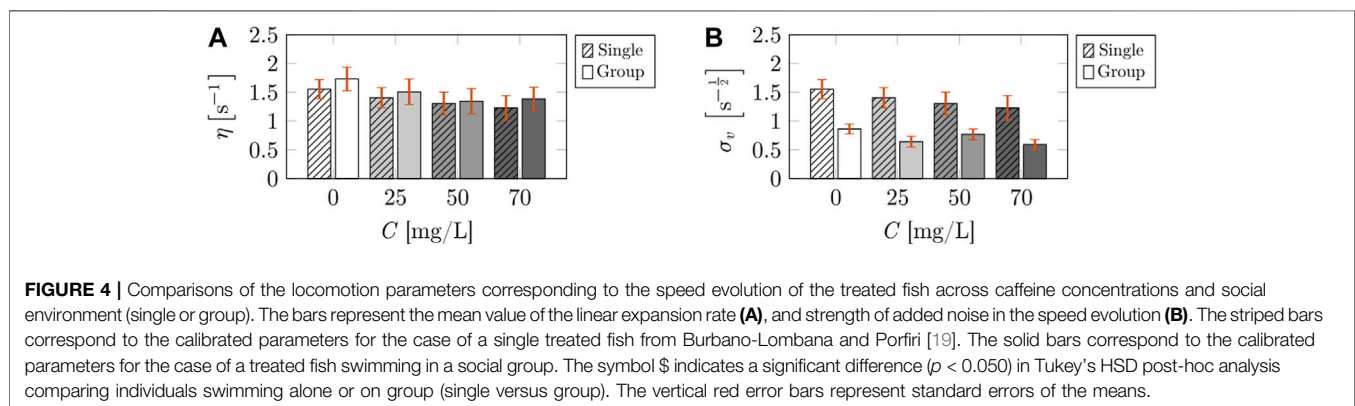 A
B
2.5
2
1.5
1
0.5
0
η [s⁻¹]
0 25 50 70
C [mg/L]
Single
Group
2.5
2
1.5
1
0.5
0
σᵥ [s^{-1/2}]
0 25 50 70
C [mg/L]
Single
Group
FIGURE 4 | Comparisons of the locomotion parameters corresponding to the speed evolution of the treated fish across caffeine concentrations and social
environment (single or group). The bars represent the mean value of the linear expansion rate (A), and strength of added noise in the speed evolution (B). The striped bars
correspond to the calibrated parameters for the case of a single treated fish from Burbano-Lombana and Porfiri [19]. The solid bars correspond to the calibrated
parameters for the case of a treated fish swimming in a social group. The symbol $ indicates a significant difference (p < 0.050) in Tukey's HSD post-hoc analysis
comparing individuals swimming alone or on group (single versus group). The vertical red error bars represent standard errors of the means.